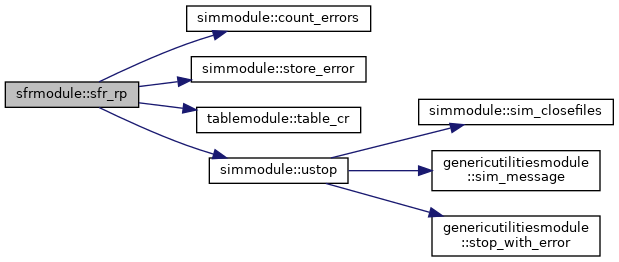 simmodule::count_errors
simmodule::store_error
sfrmodule::sfr_rp
tablemodule::table_cr
simmodule::ustop
simmodule::sim_closefiles
genericutilitiesmodule
::sim_message
genericutilitiesmodule
::stop_with_error